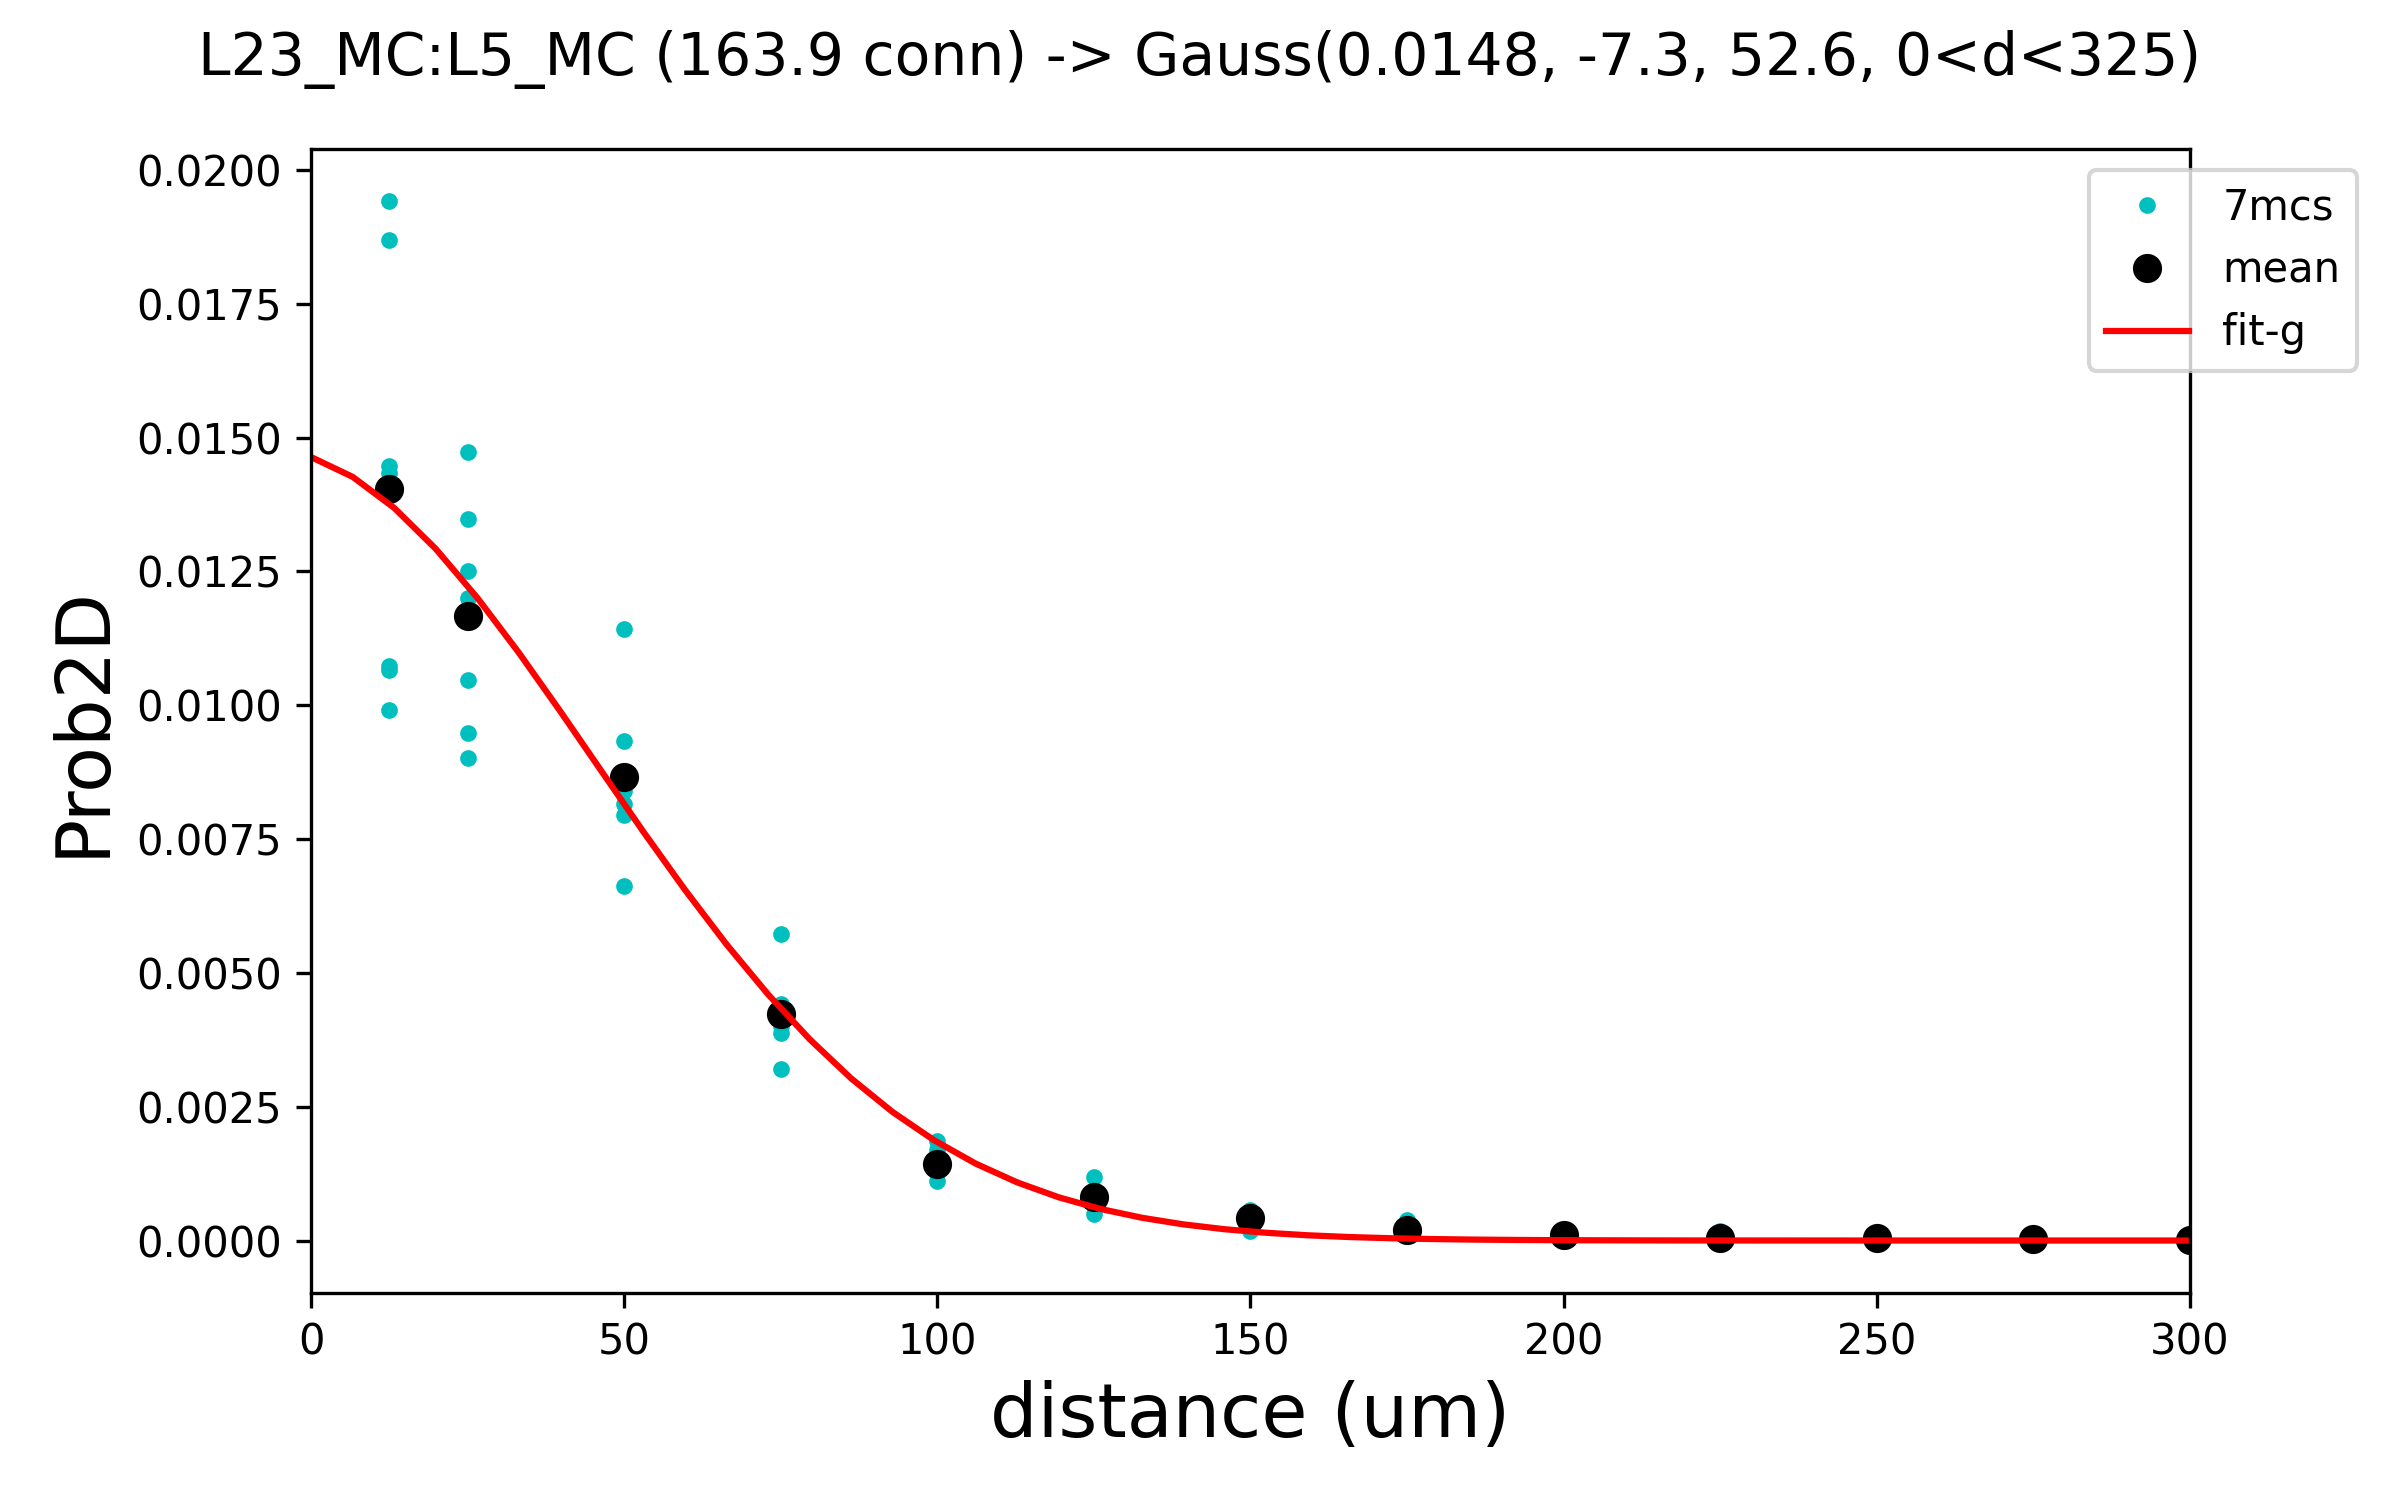 L23_MC:L5_MC (163.9 conn) -> Gauss(0.0148, -7.3, 52.6, 0<d<325)
0.0200
0.0175
0.0150
0.0125
0.0100
0.0075
0.0050
0.0025
0.0000
Prob2D
7mcs
mean
fit-g
0 50 100 150 200 250 300
distance (um)